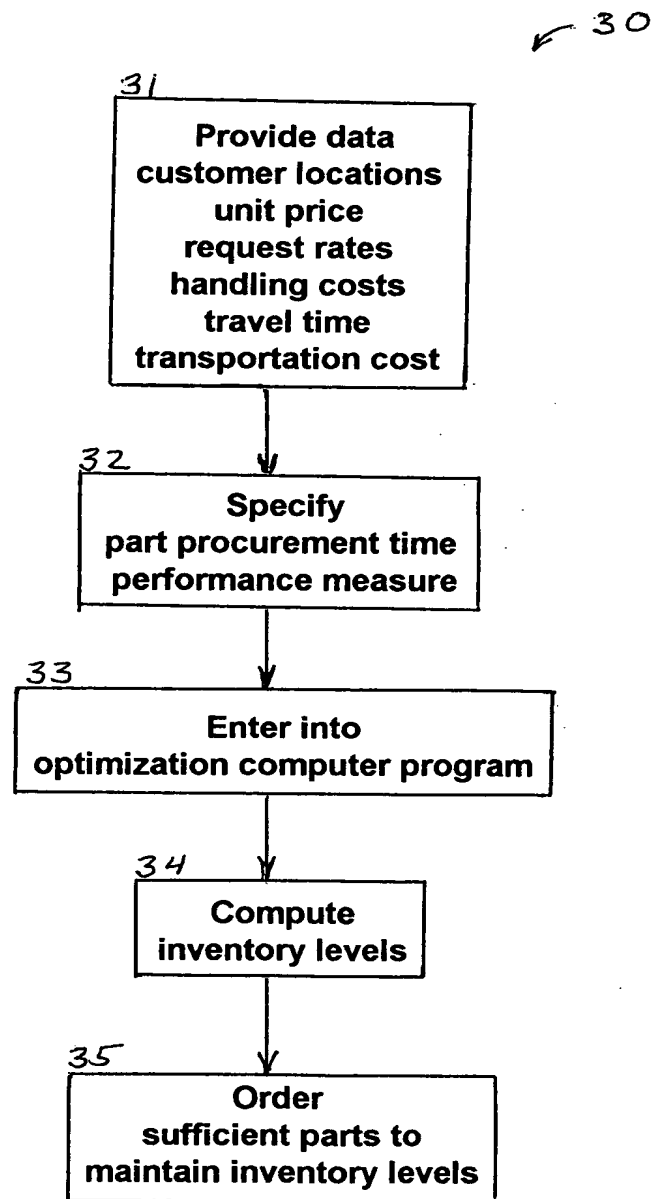 30
31
Provide data
customer locations
unit price
request rates
handling costs
travel time
transportation cost
32
Specify
part procurement time
performance measure
33
Enter into
optimization computer program
34
Compute
inventory levels
35
Order
sufficient parts to
maintain inventory levels